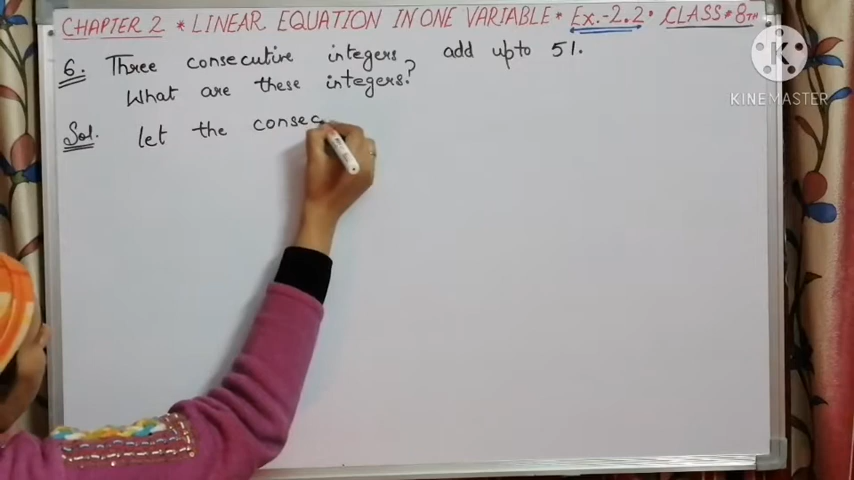 CHAPTER 2 * LINEAR EQUATION IN ONE VARIABLE * Ex.-2.2 * CLASS * 8TH
6. Three consecutive integers add upto 51.
What are these integers?
Sol. let the consec
KINEMASTER